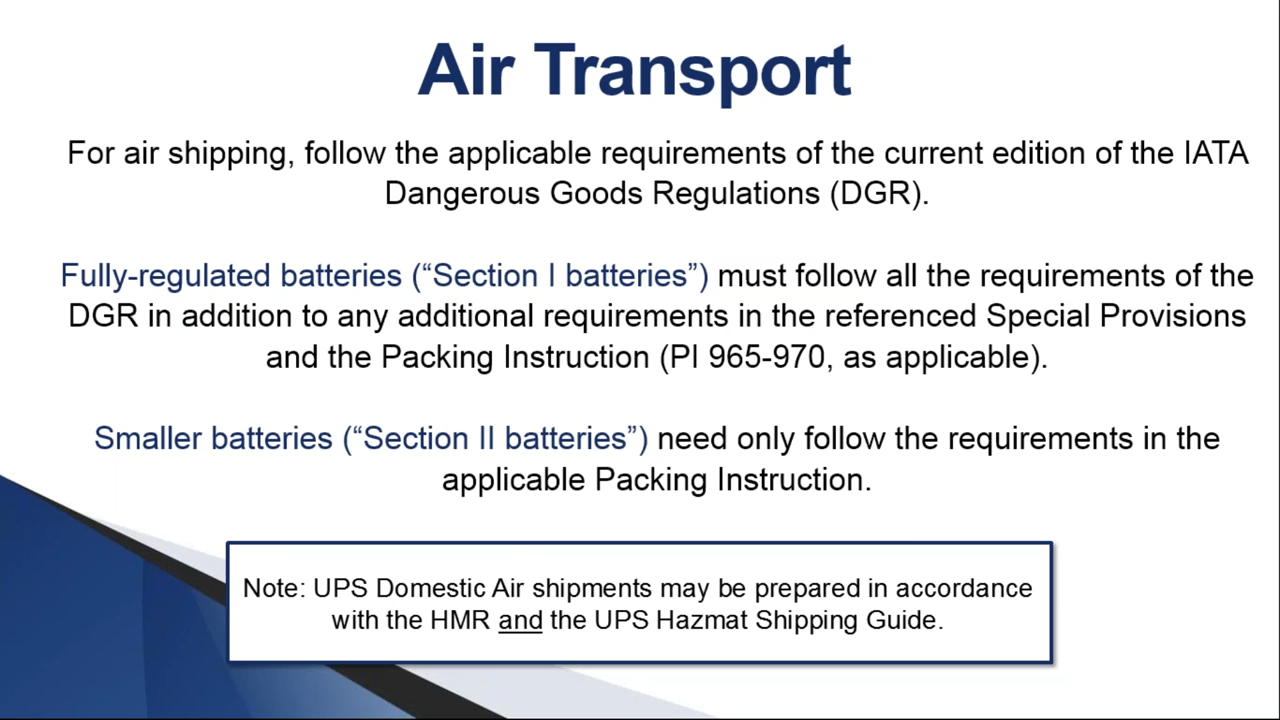 Air Transport
For air shipping, follow the applicable requirements of the current edition of the IATA
Dangerous Goods Regulations (DGR).
Fully-regulated batteries (“Section I batteries”) must follow all the requirements of the
DGR in addition to any additional requirements in the referenced Special Provisions
and the Packing Instruction (PI 965-970, as applicable).
Smaller batteries (“Section II batteries”) need only follow the requirements in the
applicable Packing Instruction.
Note: UPS Domestic Air shipments may be prepared in accordance
with the HMR and the UPS Hazmat Shipping Guide.